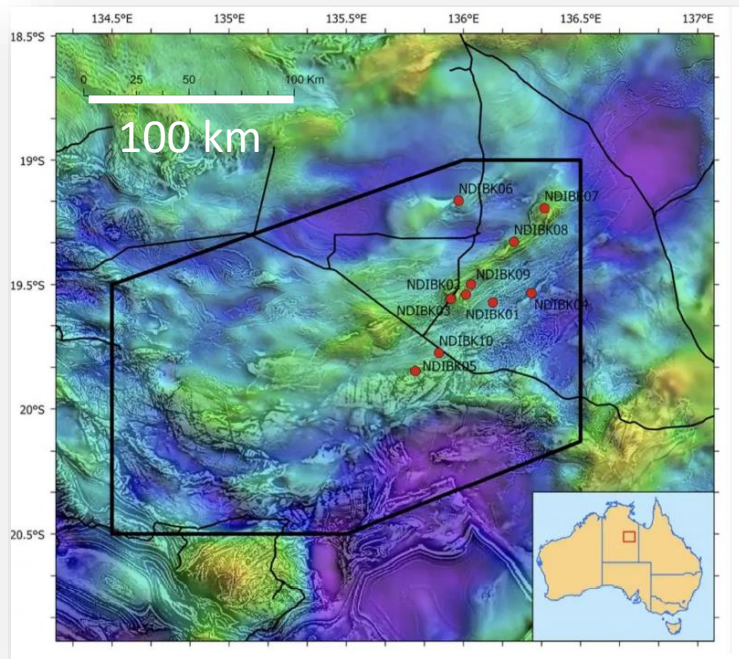 134.5°E 135°E 135.5°E 136°E 136.5°E 137°E
18.5°S
0 25 50 100 Km
100 km
19°S
NDIBK06
NDIBK07
NDIBK08
19.5°S
NDIBK09
NDIBK02
NDIBK04
NDIBK03
NDIBK01
NDIBK10
NDIBK05
20°S
20.5°S